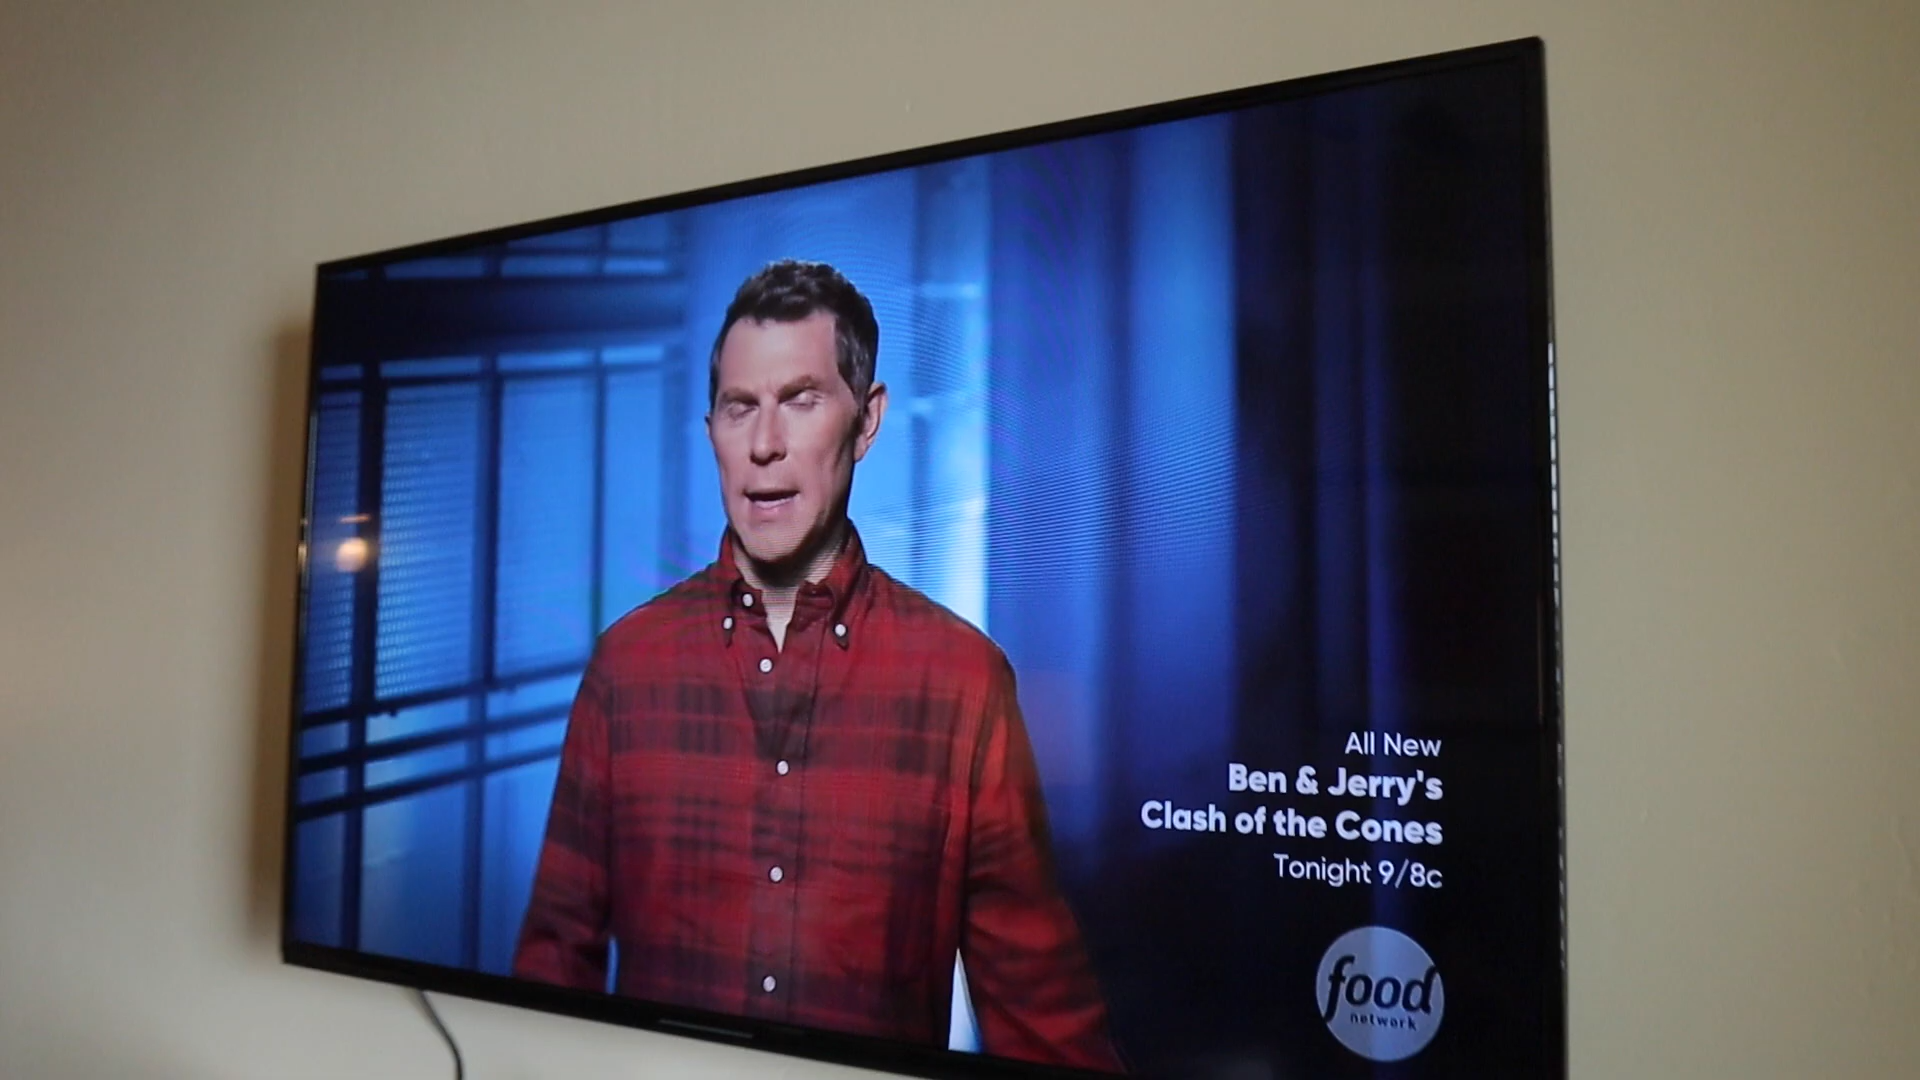 All New
Ben & Jerry's
Clash of the Cones
Tonight 9/8c
food
network